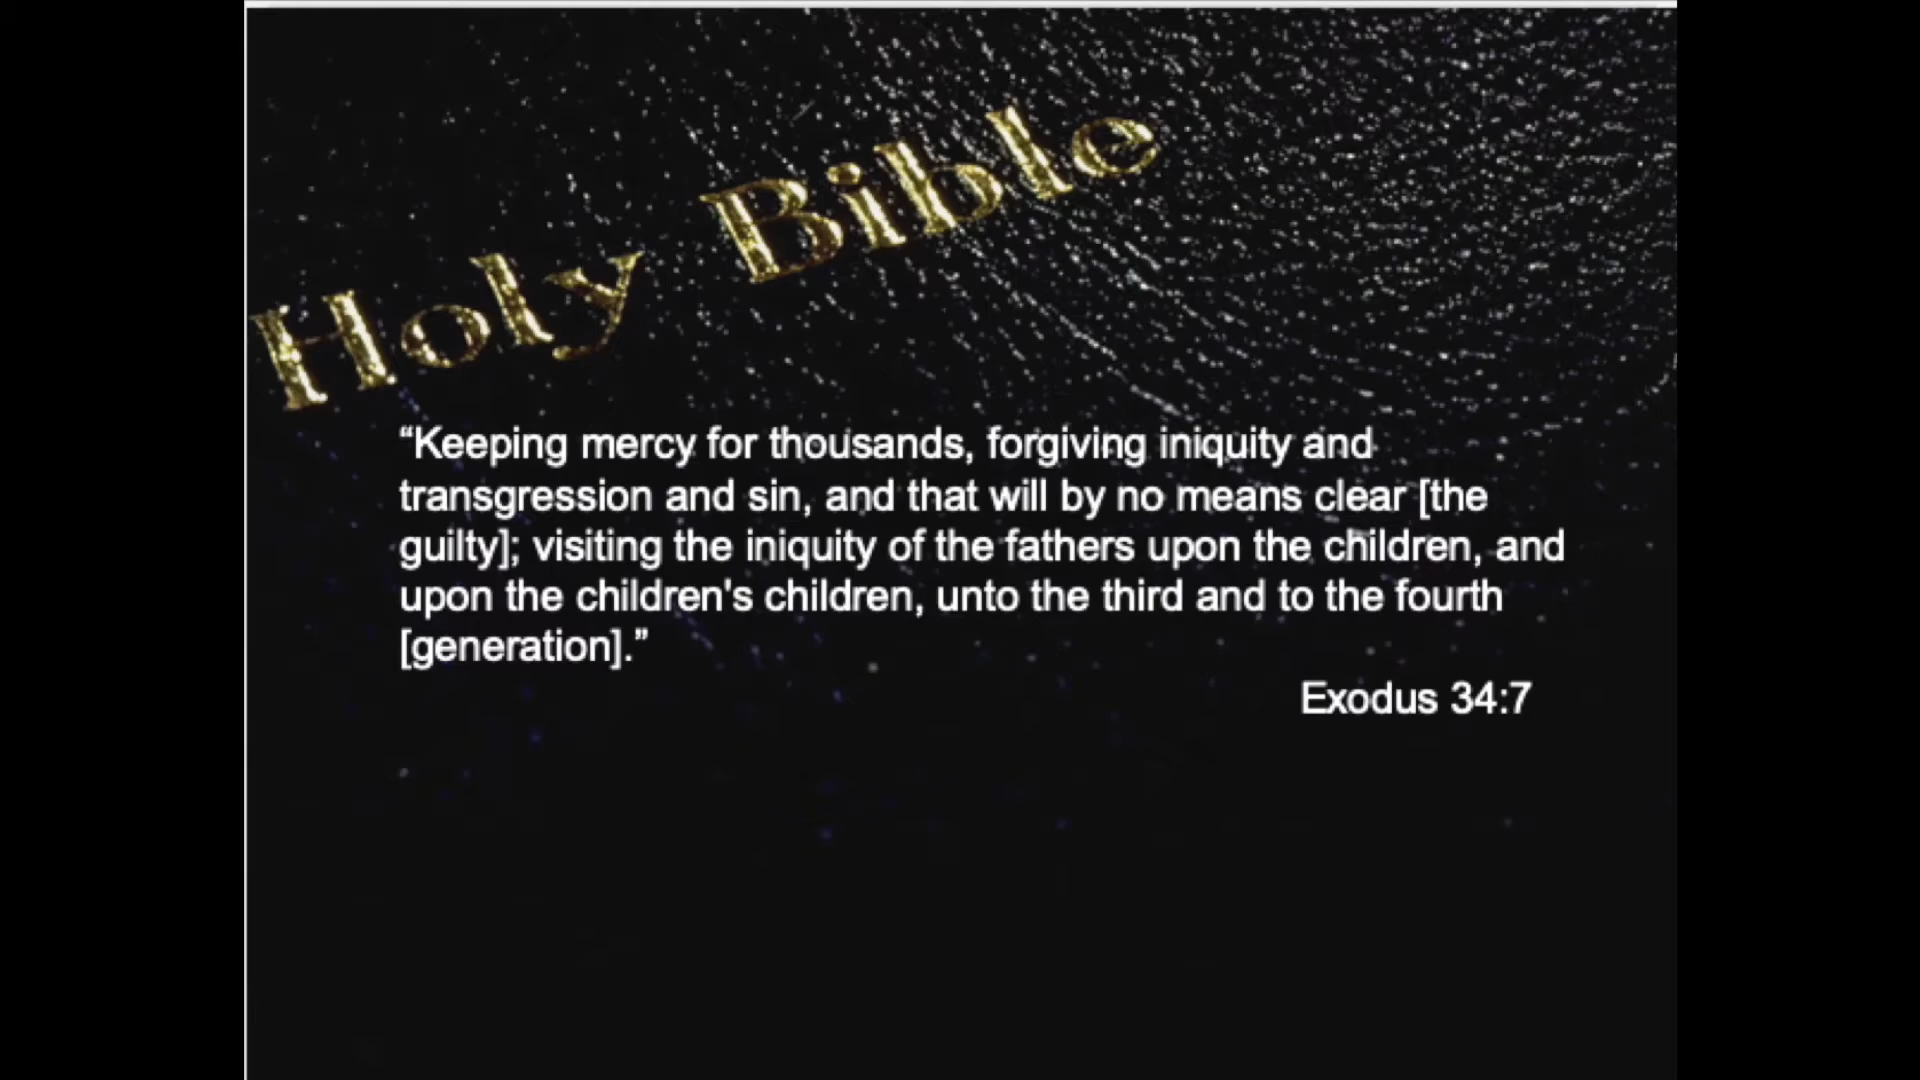 Holy Bible
“Keeping mercy for thousands, forgiving iniquity and
transgression and sin, and that will by no means clear [the
guilty]; visiting the iniquity of the fathers upon the children, and
upon the children's children, unto the third and to the fourth
[generation].”
Exodus 34:7